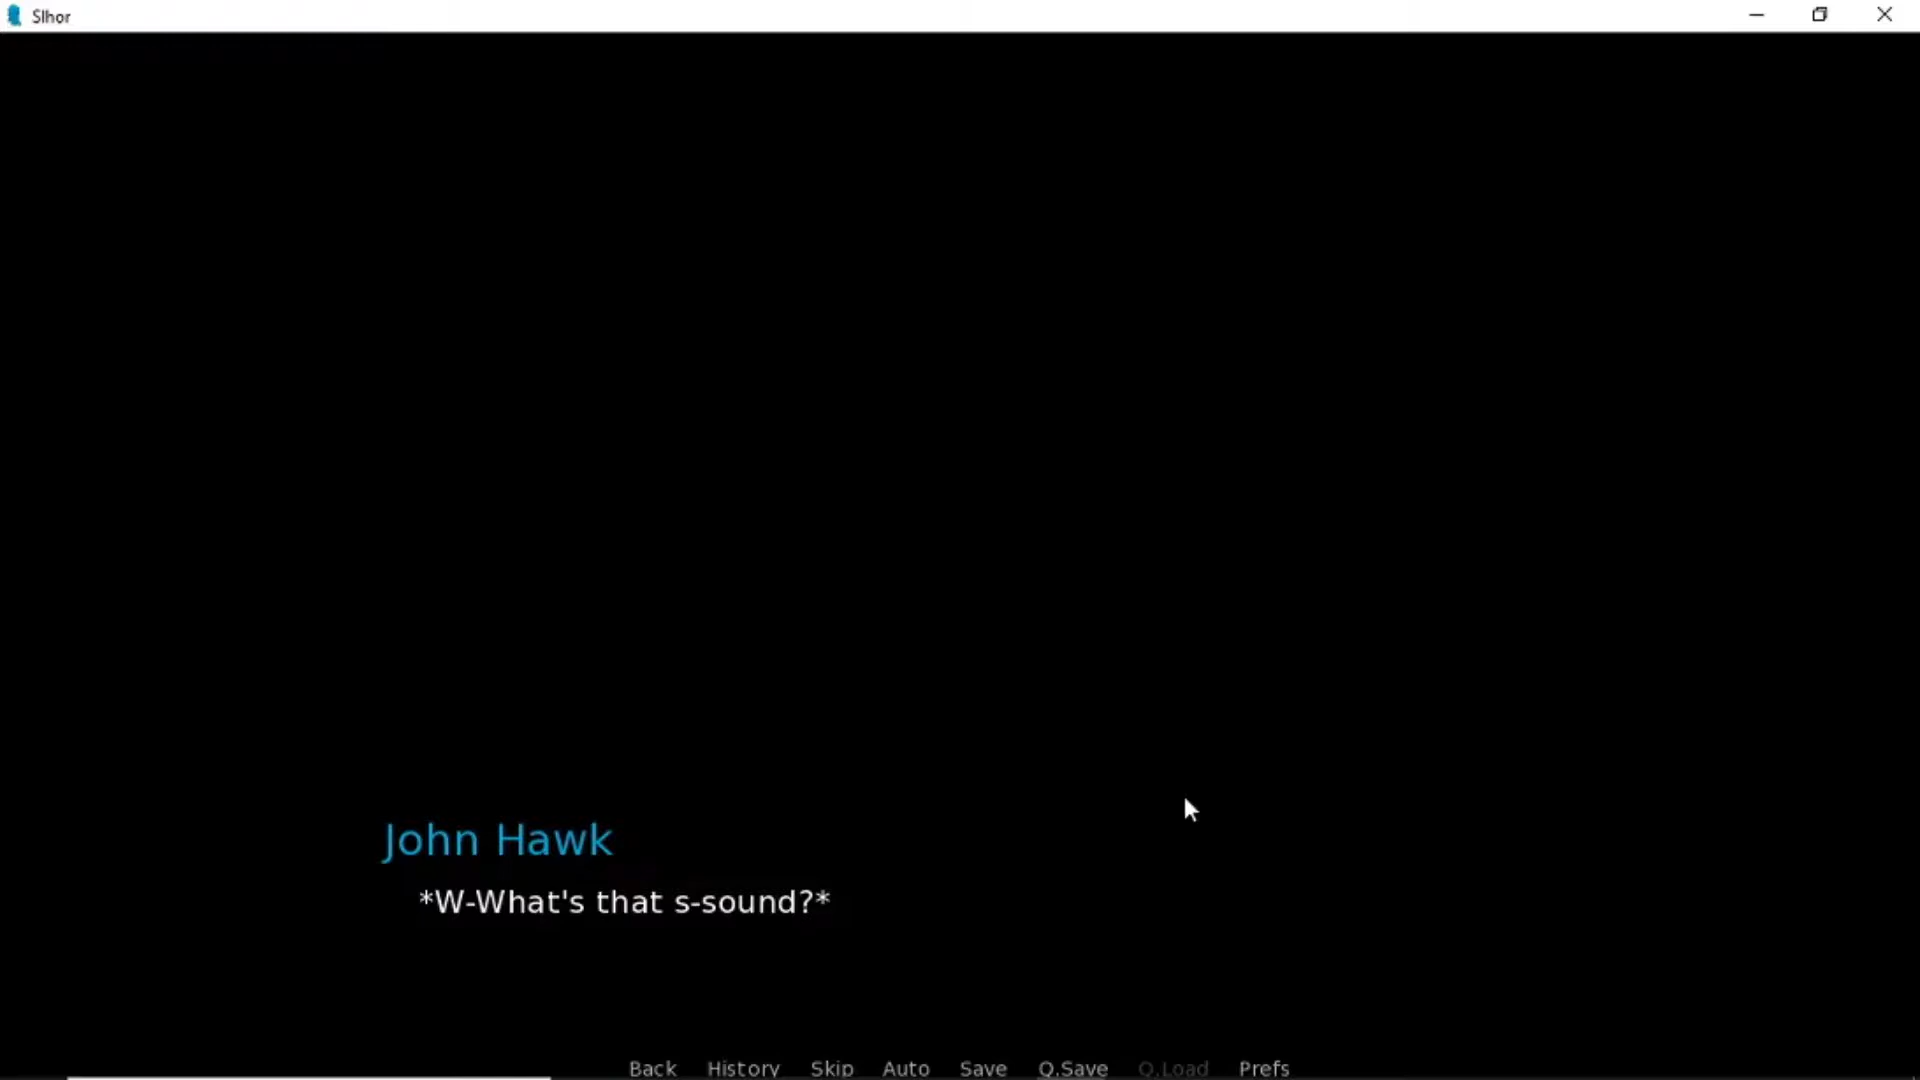 Slhor
John Hawk
*W-What's that s-sound?*
Back History Skip Auto Save Q.Save Q.Load Prefs